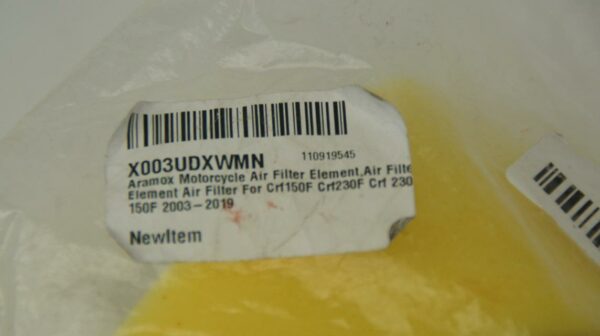 X003UDXWMN 110919545
Aramox Motorcycle Air Filter Element,Air Filte
Element Air Filter For Crf150F Crf230F Crf 230
150F 2003-2019
NewItem